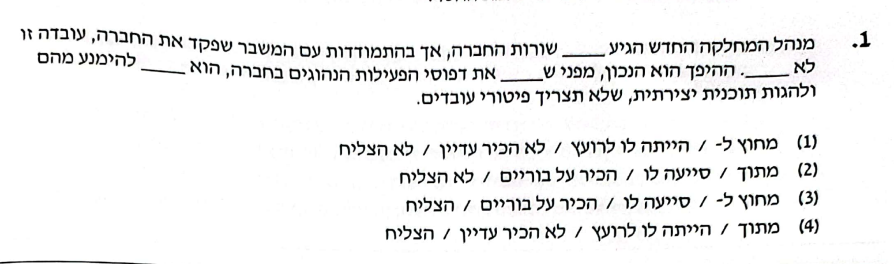 1. מנהל המחלקה החדש הגיע _____ שורות החברה, אך בהתמודדות עם המשבר שפקד את החברה, עובדה זו
לא _____. ההיפך הוא הנכון, מפני ש_____ את דפוסי הפעילות הנהוגים בחברה, הוא _____ להימנע מהם
ולהגות תוכנית יצירתית, שלא תצריך פיטורי עובדים.
(1) מחוץ ל- / הייתה לו לרועץ / לא הכיר עדיין / לא הצליח
(2) מתוך / סייעה לו / הכיר על בוריים / לא הצליח
(3) מחוץ ל- / סייעה לו / הכיר על בוריים / הצליח
(4) מתוך / הייתה לו לרועץ / לא הכיר עדיין / הצליח